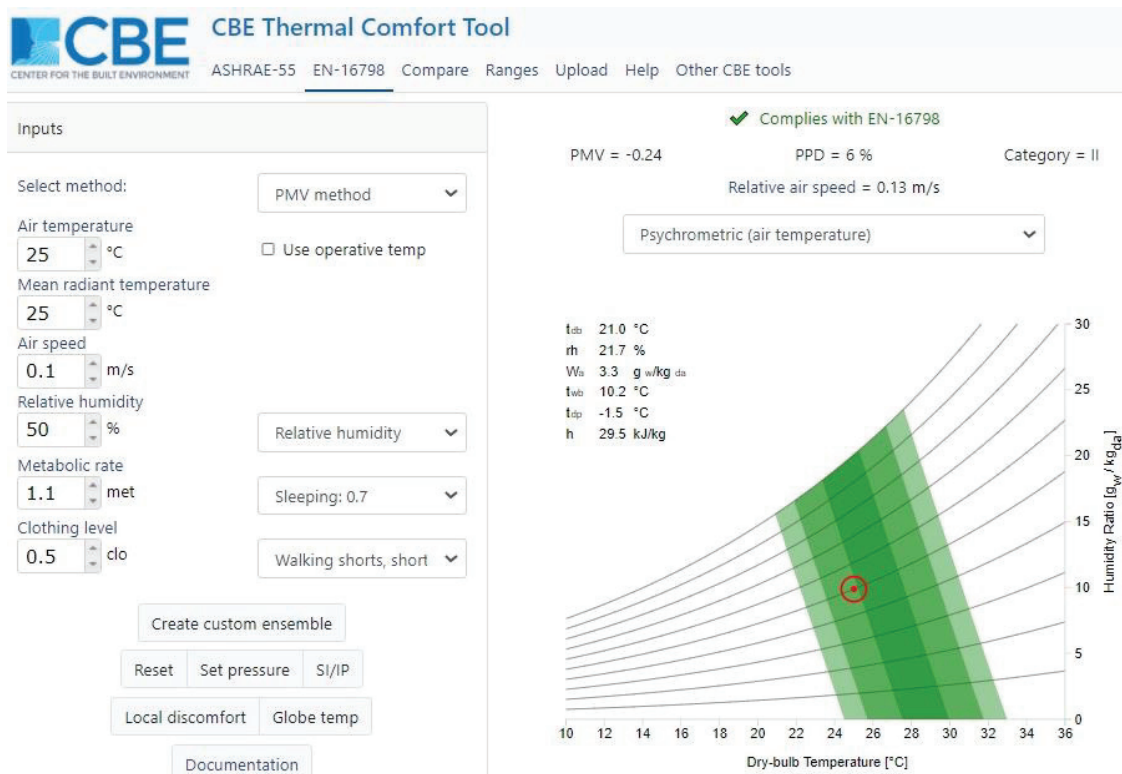 CBE
CENTER FOR THE BUILT ENVIRONMENT
CBE Thermal Comfort Tool
ASHRAE-55 EN-16798 Compare Ranges Upload Help Other CBE tools
Inputs
Select method:
PMV method
Air temperature
25 °C
Use operative temp
Mean radiant temperature
25 °C
Air speed
0.1 m/s
Relative humidity
50 %
Relative humidity
Metabolic rate
1.1 met
Sleeping: 0.7
Clothing level
0.5 clo
Walking shorts, short
Create custom ensemble
Reset Set pressure SI/IP
Local discomfort Globe temp
Documentation
✔ Complies with EN-16798
PMV = -0.24 PPD = 6 % Category = II
Relative air speed = 0.13 m/s
Psychrometric (air temperature)
tdb 21.0 °C
rh 21.7 %
Wa 3.3 g w/kg da
twb 10.2 °C
tdp -1.5 °C
h 29.5 kJ/kg
30
25
20
15
10
5
0
Humidity Ratio [gw / kgda]
10 12 14 16 18 20 22 24 26 28 30 32 34 36
Dry-bulb Temperature [°C]